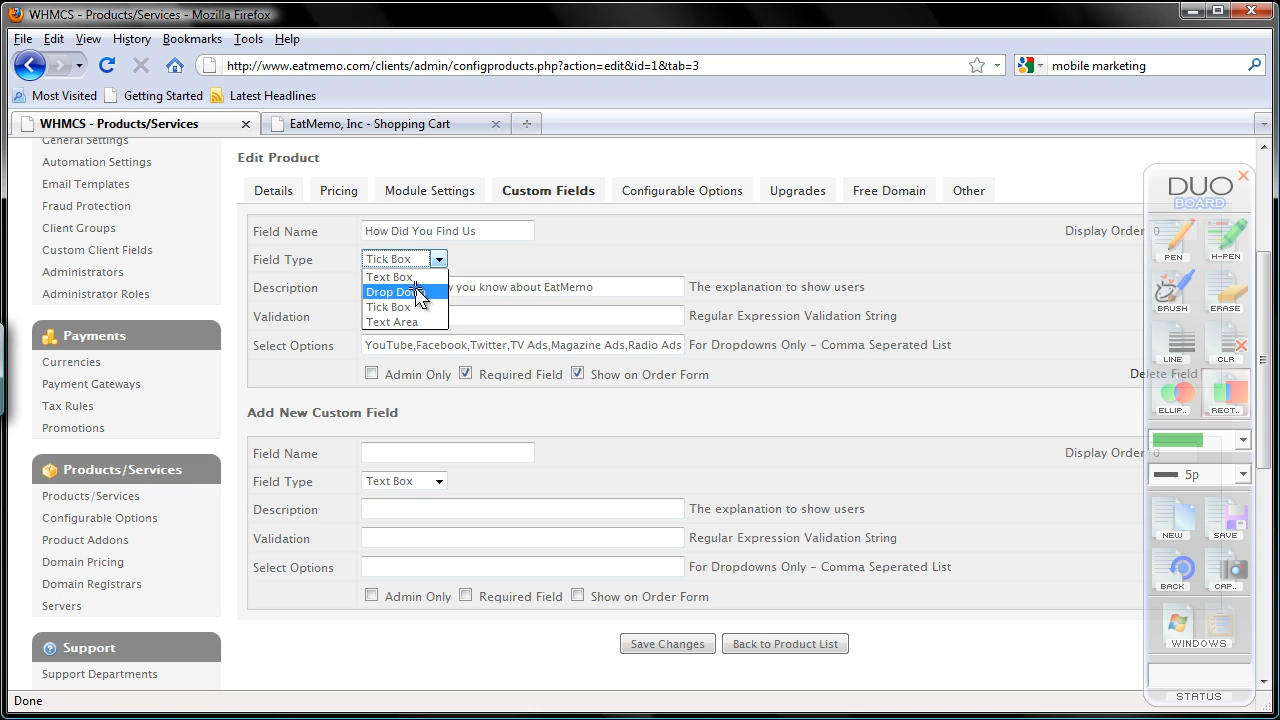 WHMCS - Products/Services - Mozilla Firefox
File Edit View History Bookmarks Tools Help
http://www.eatmemo.com/clients/admin/configproducts.php?action=edit&id=1&tab=3
mobile marketing
Most Visited Getting Started Latest Headlines
WHMCS - Products/Services
EatMemo, Inc - Shopping Cart
General Settings
Automation Settings
Email Templates
Fraud Protection
Client Groups
Custom Client Fields
Administrators
Administrator Roles
Payments
Currencies
Payment Gateways
Tax Rules
Promotions
Products/Services
Products/Services
Configurable Options
Product Addons
Domain Pricing
Domain Registrars
Servers
Support
Support Departments
Edit Product
Details Pricing Module Settings Custom Fields Configurable Options Upgrades Free Domain Other
Field Name How Did You Find Us Display Order 0
Field Type Tick Box
Text Box
Drop Down
Tick Box
Text Area
Description you know about EatMemo The explanation to show users
Validation Regular Expression Validation String
Select Options YouTube,Facebook,Twitter,TV Ads,Magazine Ads,Radio Ads For Dropdowns Only - Comma Seperated List
Admin Only Required Field Show on Order Form Delete Field
Add New Custom Field
Field Name Display Order 0
Field Type Text Box
Description The explanation to show users
Validation Regular Expression Validation String
Select Options For Dropdowns Only - Comma Seperated List
Admin Only Required Field Show on Order Form
Save Changes Back to Product List
DUO
BOARD
PEN H-PEN
BRUSH ERASE
LINE CLR
ELLIP.. RECT..
5p
NEW SAVE
BACK CAP..
WINDOWS
STATUS
Done